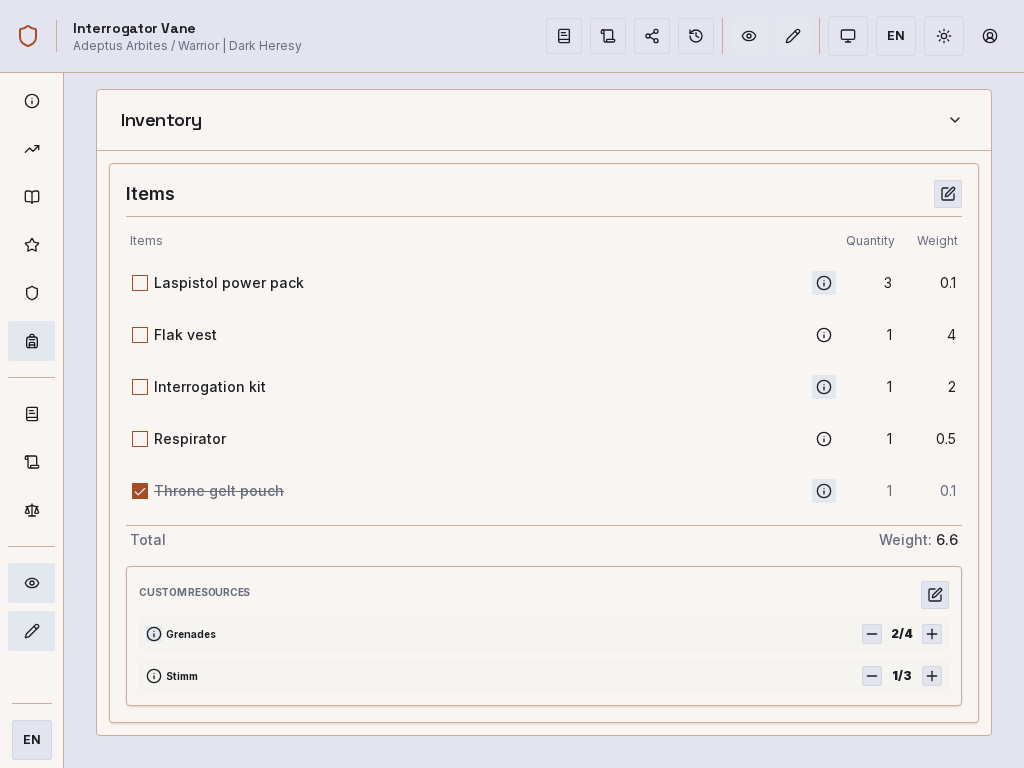 Interrogator Vane
Adeptus Arbites / Warrior | Dark Heresy
EN
Inventory
Items
Items Quantity Weight
Laspistol power pack 3 0.1
Flak vest 1 4
Interrogation kit 1 2
Respirator 1 0.5
Throne gelt pouch 1 0.1
Total Weight: 6.6
CUSTOMRESOURCES
Grenades 2/4
Stimm 1/3
EN